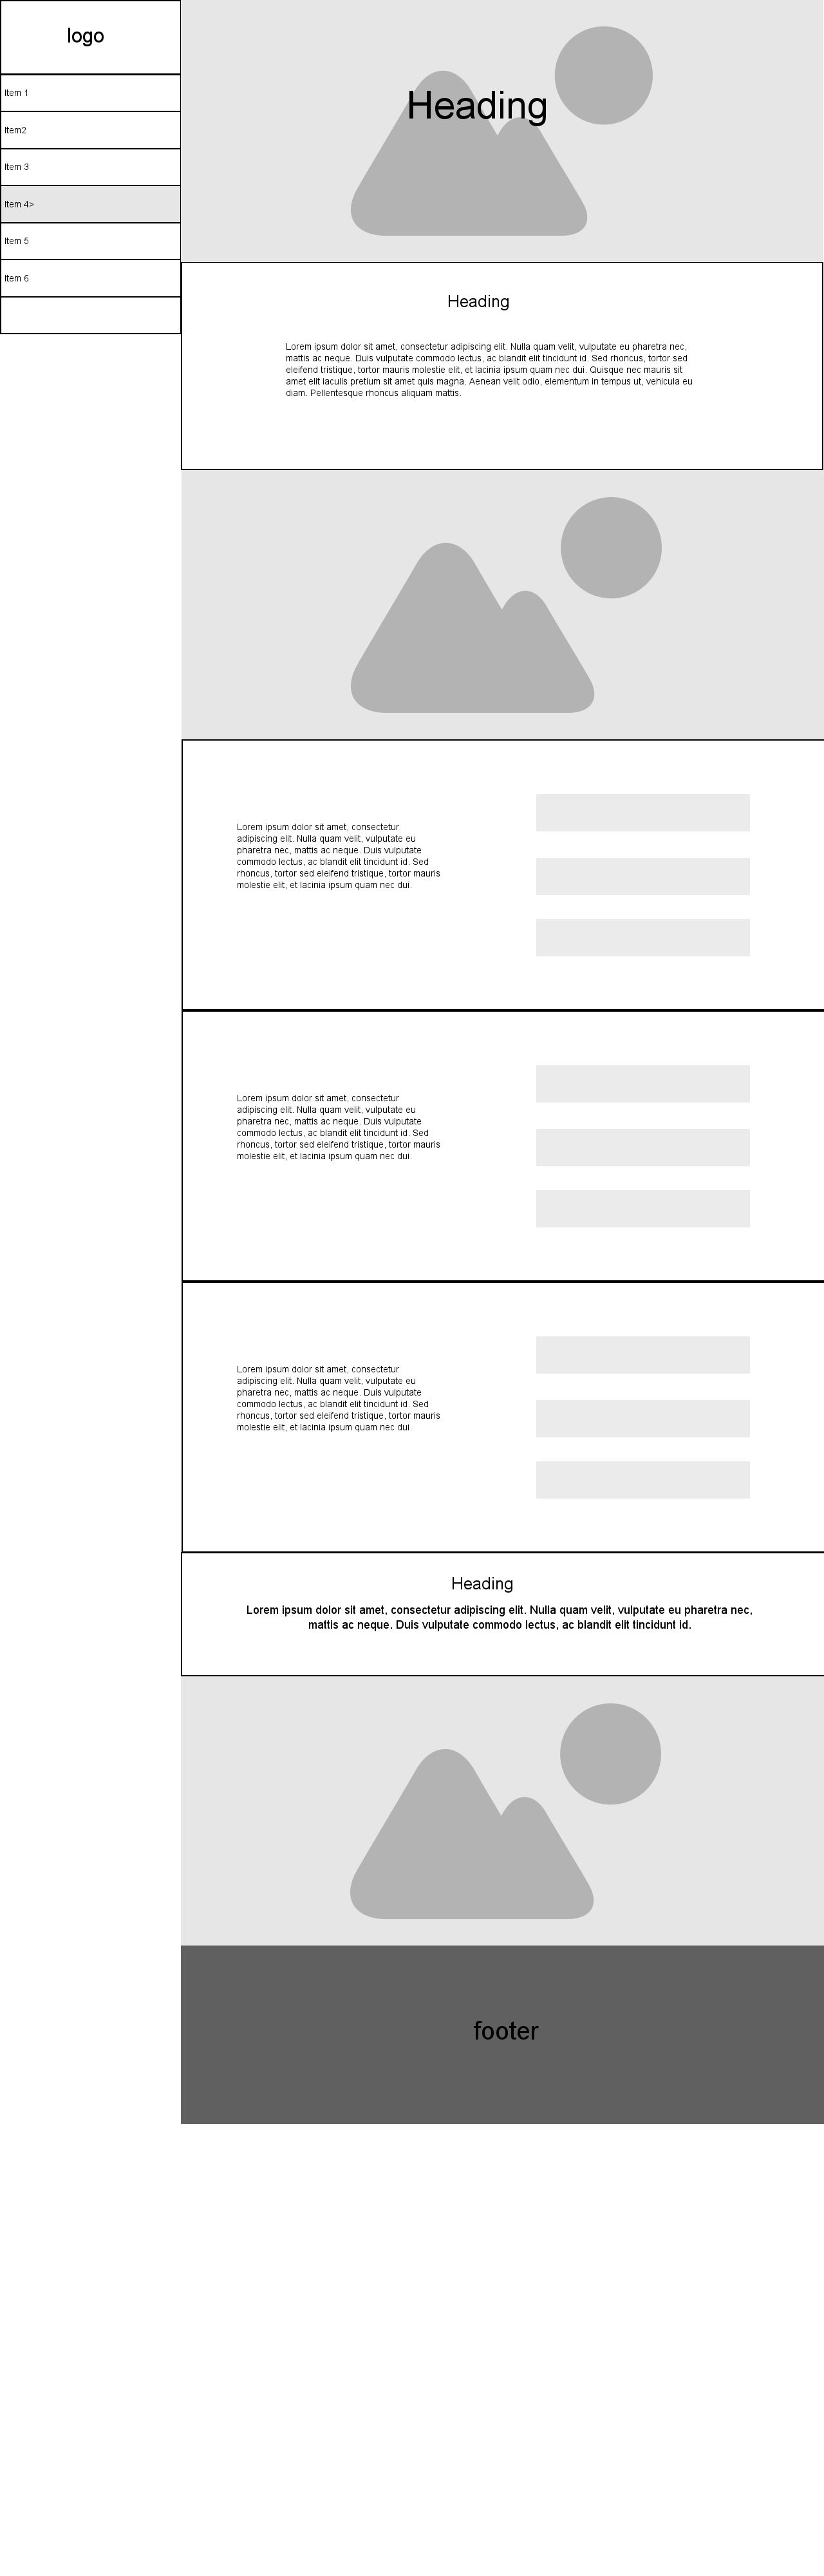 logo
Item 1
Item2
Item 3
Item 4>
Item 5
Item 6
Heading
Heading
Lorem ipsum dolor sit amet, consectetur adipiscing elit. Nulla quam velit, vulputate eu pharetra nec,
mattis ac neque. Duis vulputate commodo lectus, ac blandit elit tincidunt id. Sed rhoncus, tortor sed
eleifend tristique, tortor mauris molestie elit, et lacinia ipsum quam nec dui. Quisque nec mauris sit
amet elit iaculis pretium sit amet quis magna. Aenean velit odio, elementum in tempus ut, vehicula eu
diam. Pellentesque rhoncus aliquam mattis.
Lorem ipsum dolor sit amet, consectetur
adipiscing elit. Nulla quam velit, vulputate eu
pharetra nec, mattis ac neque. Duis vulputate
commodo lectus, ac blandit elit tincidunt id. Sed
rhoncus, tortor sed eleifend tristique, tortor mauris
molestie elit, et lacinia ipsum quam nec dui.
Lorem ipsum dolor sit amet, consectetur
adipiscing elit. Nulla quam velit, vulputate eu
pharetra nec, mattis ac neque. Duis vulputate
commodo lectus, ac blandit elit tincidunt id. Sed
rhoncus, tortor sed eleifend tristique, tortor mauris
molestie elit, et lacinia ipsum quam nec dui.
Lorem ipsum dolor sit amet, consectetur
adipiscing elit. Nulla quam velit, vulputate eu
pharetra nec, mattis ac neque. Duis vulputate
commodo lectus, ac blandit elit tincidunt id. Sed
rhoncus, tortor sed eleifend tristique, tortor mauris
molestie elit, et lacinia ipsum quam nec dui.
Heading
Lorem ipsum dolor sit amet, consectetur adipiscing elit. Nulla quam velit, vulputate eu pharetra nec,
mattis ac neque. Duis vulputate commodo lectus, ac blandit elit tincidunt id.
footer